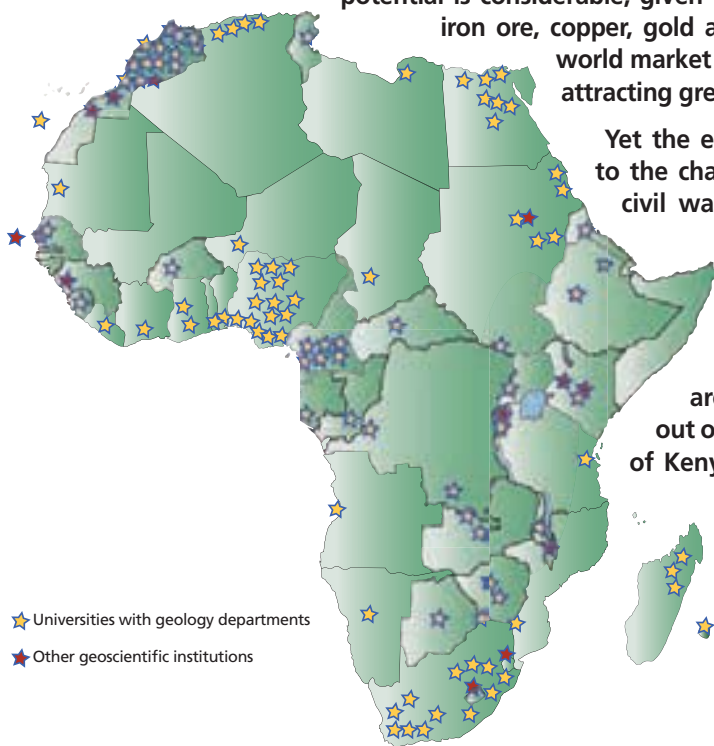 potential is considerable, given
iron ore, copper, gold a
world market
attracting gre
Yet the e
to the cha
civil wa
are
out o
of Keny
Universities with geology departments
Other geoscientific institutions